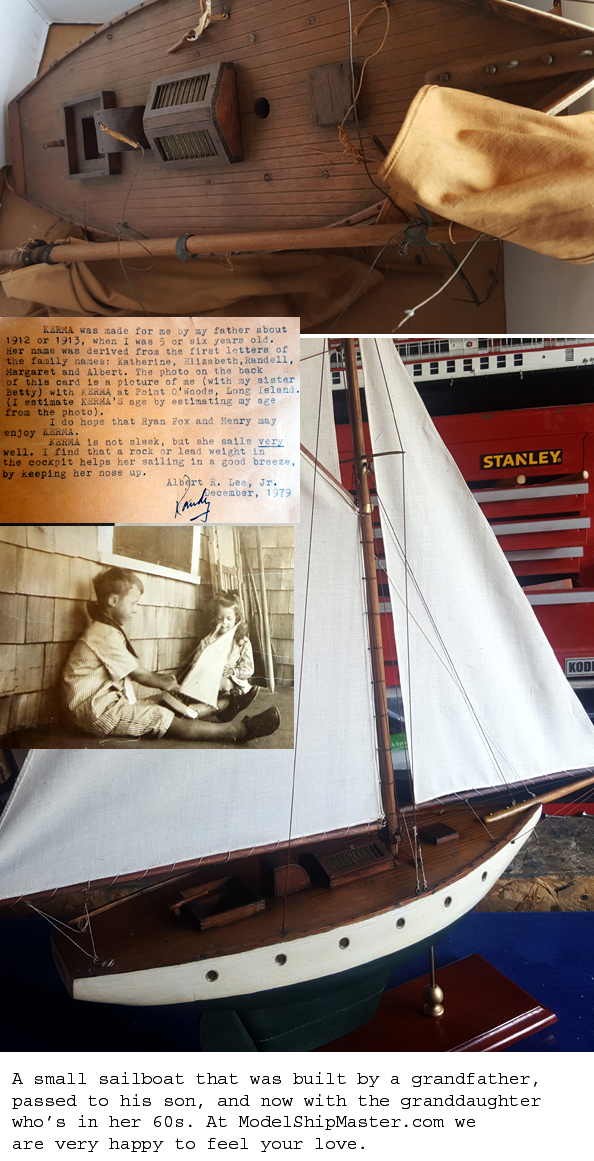 KERMA was made for me by my father about
1912 or 1913, when I was 5 or six years old.
Her name was derived from the first letters of
the family names: Katherine, Elizabeth,Randell,
Margaret and Albert. The photo on the back
of this card is a picture of me (with my sister
Betty) with KERMA at Point O'Woods, Long Island.
(I estimate KERMA'S age by estimating my age
from the photo).
I do hope that Ryan Fox and Henry may
enjoy KERMA.
KERMA is not sleek, but she sails very
well. I find that a rock or lead weight in
the cockpit helps her sailing in a good breeze,
by keeping her nose up.
Albert R. Lee, Jr.
December, 1979
Randy
STANLEY
A small sailboat that was built by a grandfather,
passed to his son, and now with the granddaughter
who's in her 60s. At ModelShipMaster.com we
are very happy to feel your love.